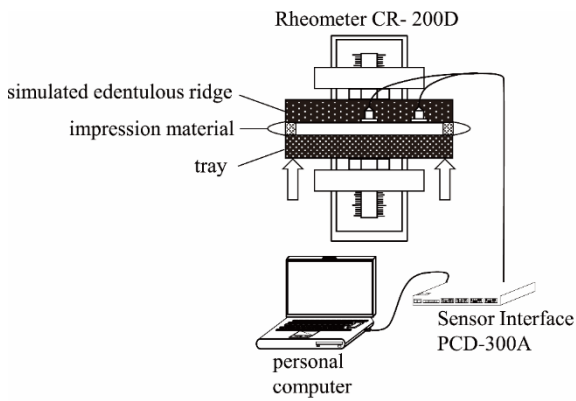 Rheometer CR- 200D
simulated edentulous ridge
impression material
tray
Sensor Interface
PCD-300A
personal
computer